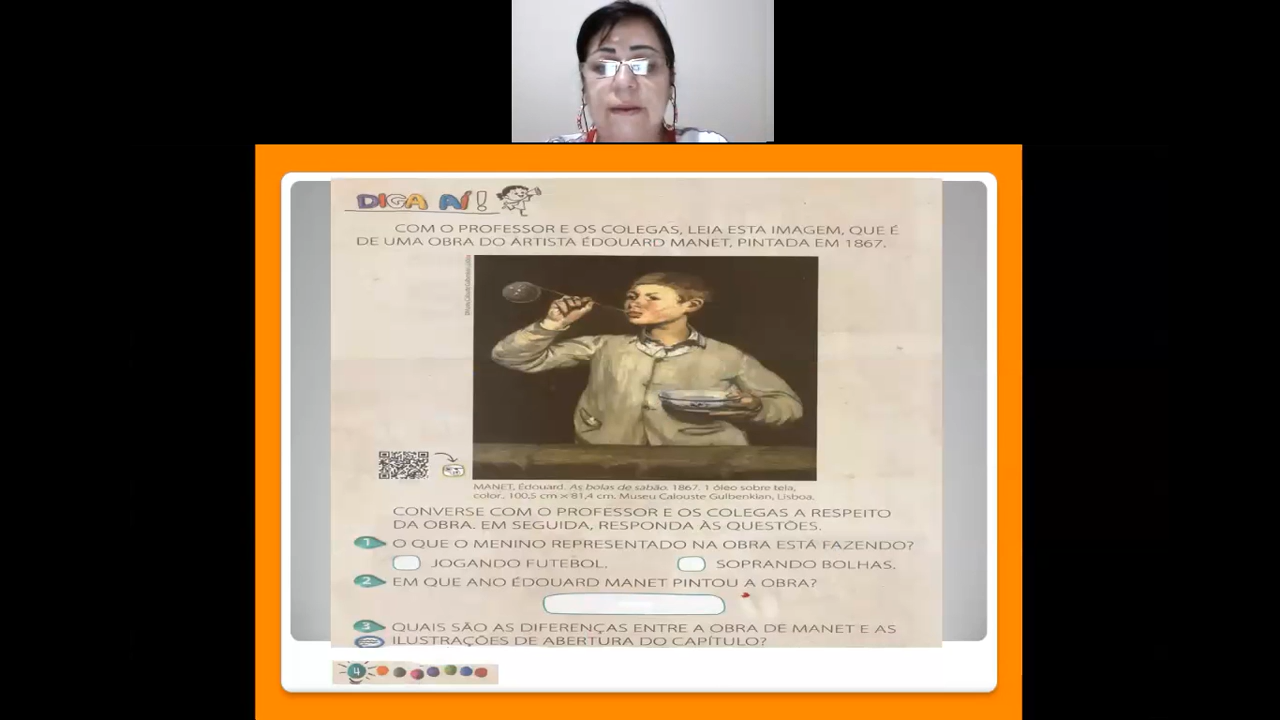 DIGA AÍ!
COM O PROFESSOR E OS COLEGAS, LEIA ESTA IMAGEM, QUE É
DE UMA OBRA DO ARTISTA ÉDOUARD MANET, PINTADA EM 1867.
MANET, Édouard. As bolas de sabão. 1867. 1 óleo sobre tela,
color., 100,5 cm × 81,4 cm. Museu Calouste Gulbenkian, Lisboa.
CONVERSE COM O PROFESSOR E OS COLEGAS A RESPEITO
DA OBRA. EM SEGUIDA, RESPONDA ÀS QUESTÕES.
1 O QUE O MENINO REPRESENTADO NA OBRA ESTÁ FAZENDO?
JOGANDO FUTEBOL. SOPRANDO BOLHAS.
2 EM QUE ANO ÉDOUARD MANET PINTOU A OBRA?
3 QUAIS SÃO AS DIFERENÇAS ENTRE A OBRA DE MANET E AS
ILUSTRAÇÕES DE ABERTURA DO CAPÍTULO?
4